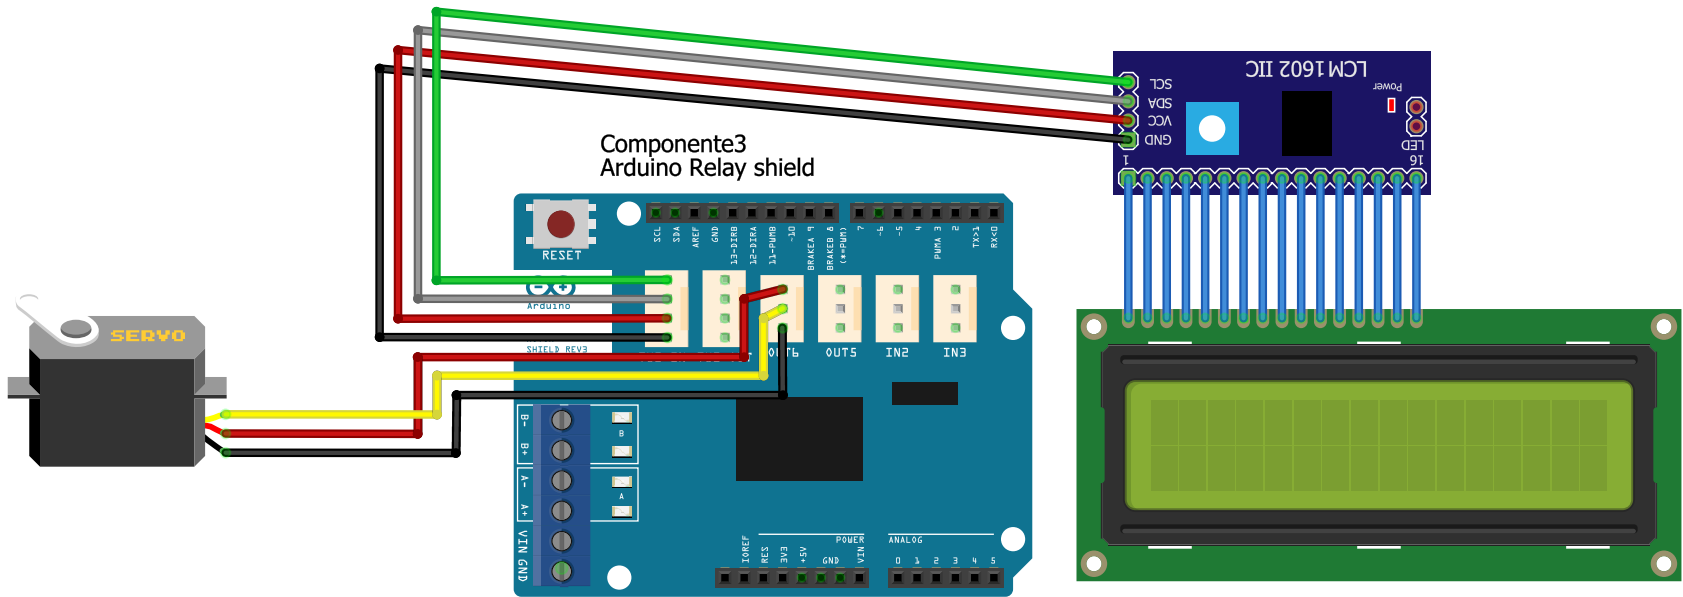 LCM1602 IIC
SCL
SDA
VCC
GND
Power
LED
1
16
Componente3
Arduino Relay shield
RESET
SCL
SDA
AREF
GND
13-DIRB
12-DIRA
11-PWMB
~10
BRAKEA 9
BRAKEB 8
(*=PWM)
7
~6
~5
4
PWMA 3
2
TX>1
RX<0
Arduino
SHIELD REV3
OUT6
OUT5
IN2
IN3
SERVO
B-
B+
A-
A+
VIN
GND
B
A
POWER
ANALOG
IOREF
RES
3V3
+5V
GND
VIN
0
1
2
3
4
5